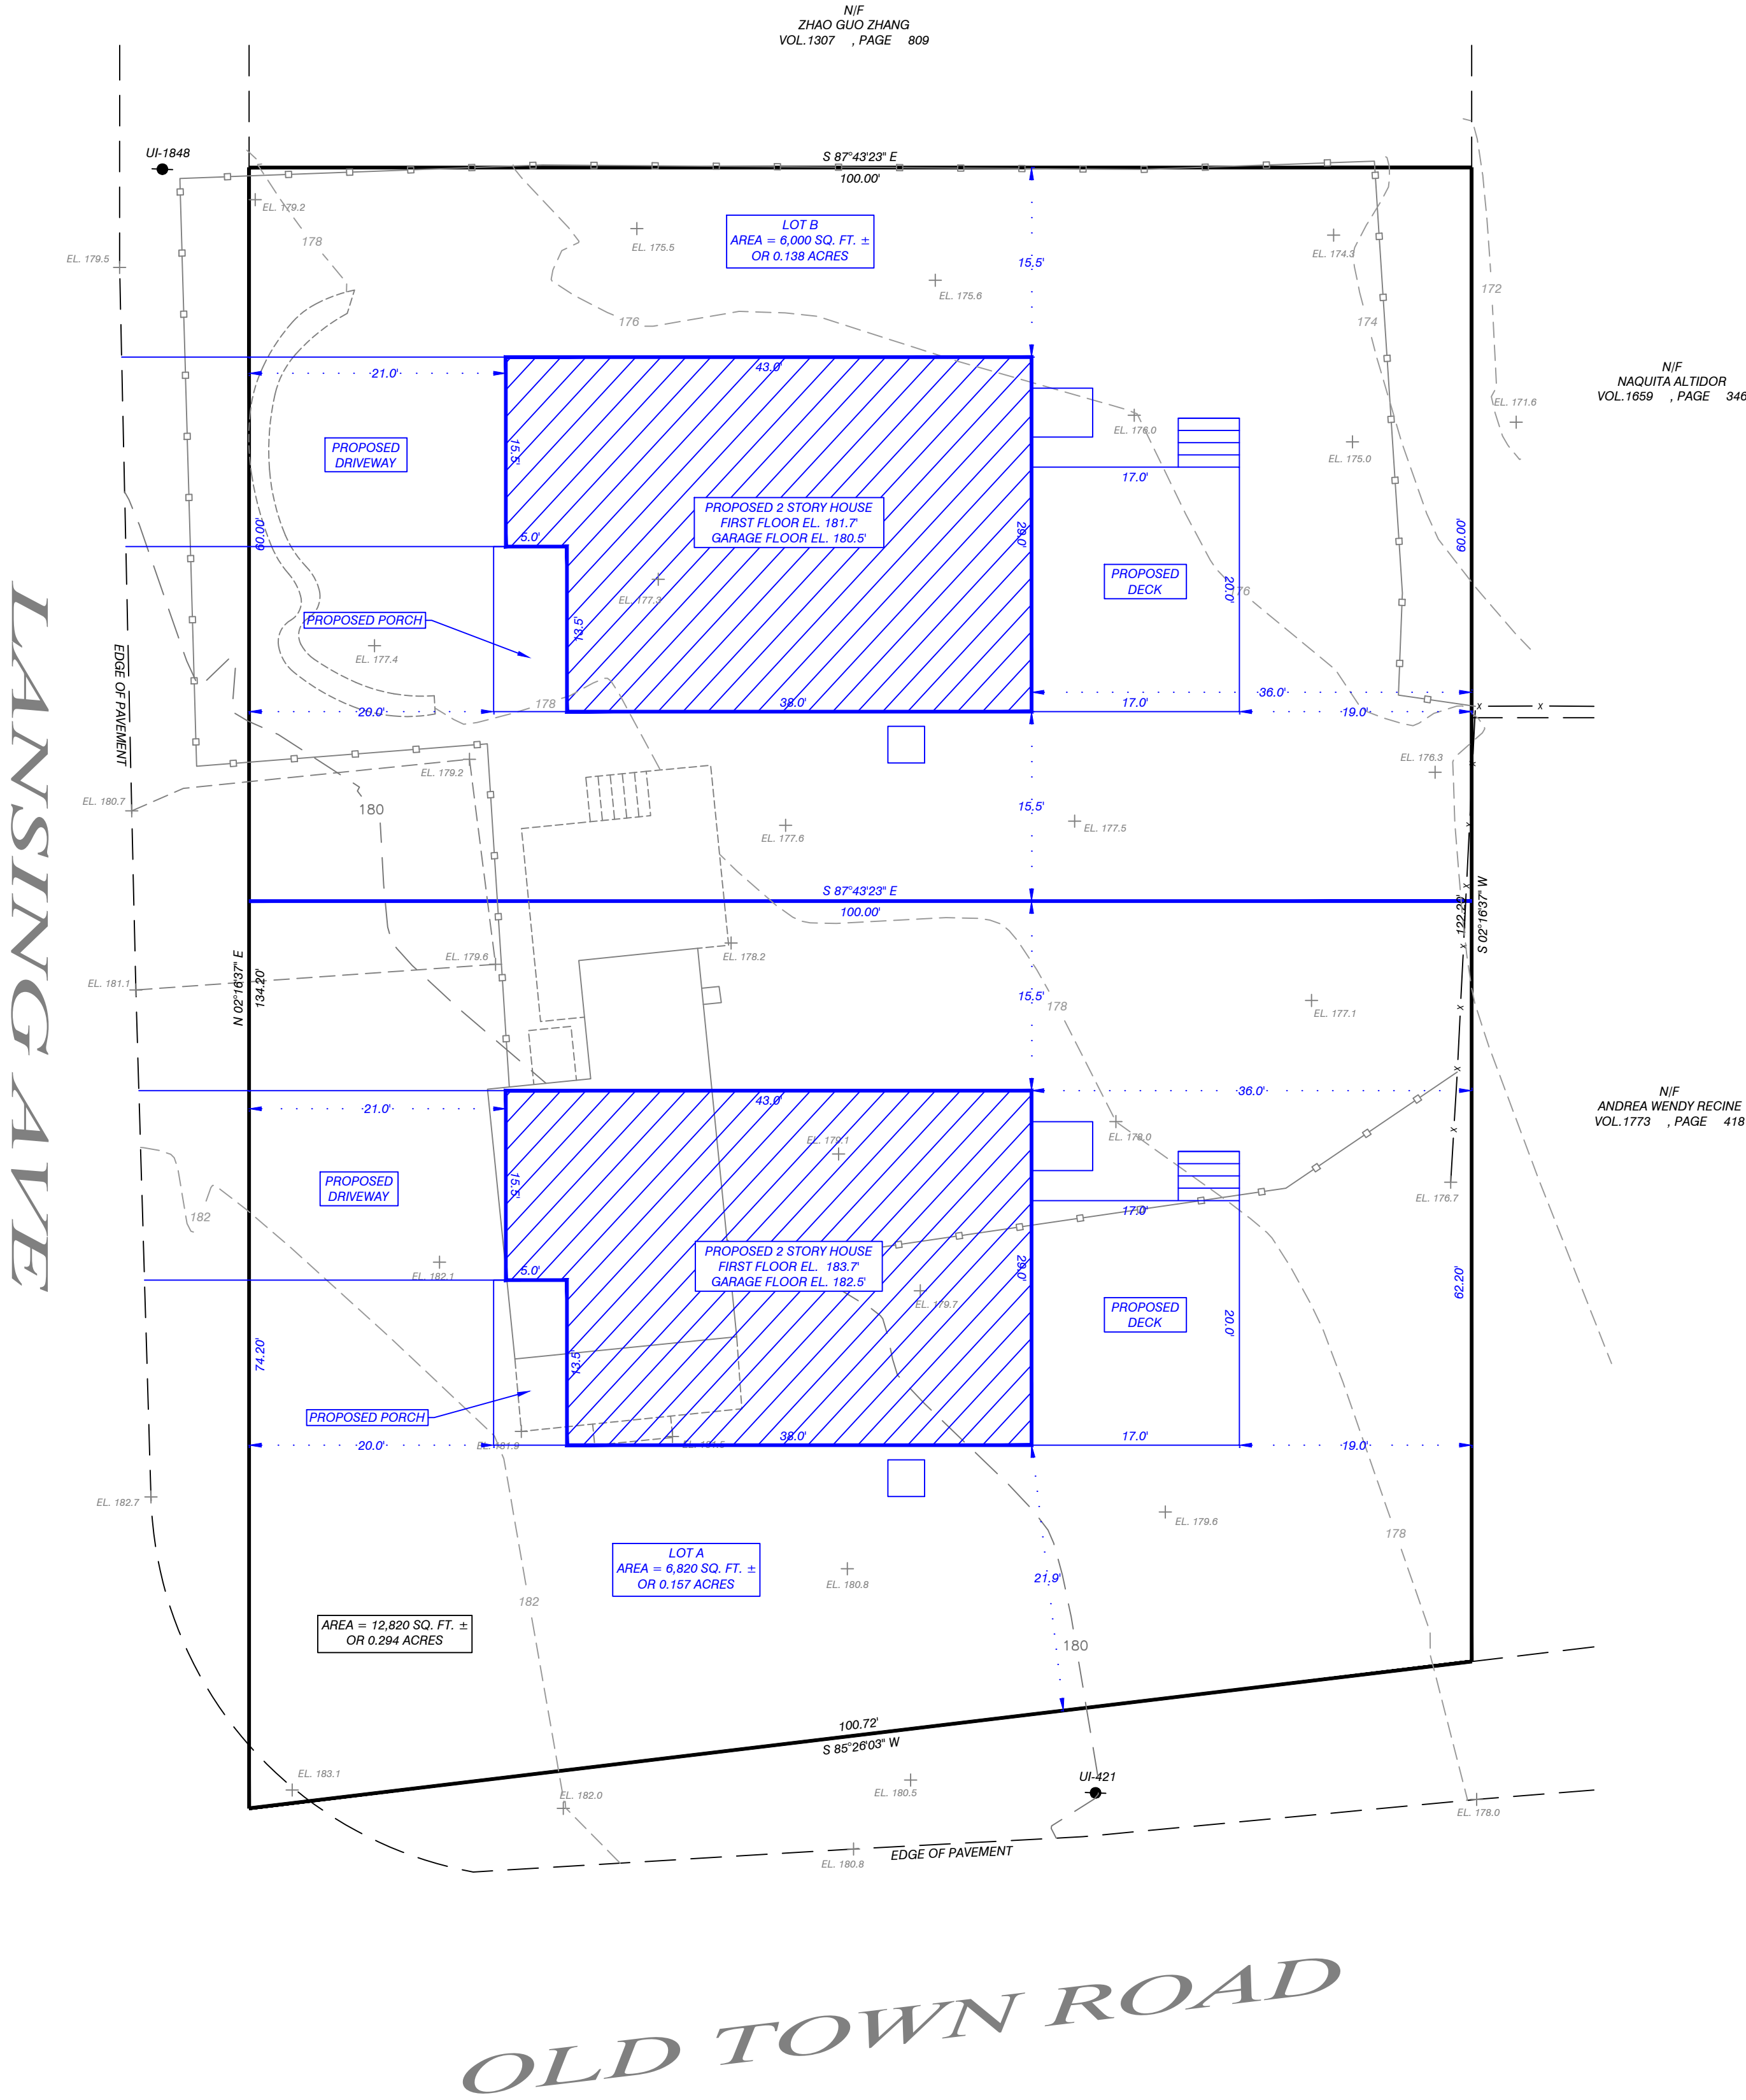 N/F
ZHAO GUO ZHANG
VOL.1307 , PAGE 809
UI-1848
S 87°43'23" E
100.00'
EL. 179.2
LOT B
AREA = 6,000 SQ. FT. ±
OR 0.138 ACRES
EL. 175.5
178
EL. 174.3
EL. 179.5
15.5'
EL. 175.6
172
176
174
N/F
NAQUITA ALTIDOR
VOL.1659 , PAGE 346
21.0'
43.0'
EL. 171.6
EL. 176.0
PROPOSED
DRIVEWAY
15.5'
EL. 175.0
17.0'
PROPOSED 2 STORY HOUSE
FIRST FLOOR EL. 181.7'
GARAGE FLOOR EL. 180.5'
60.00'
5.0'
29.0'
60.00'
PROPOSED
DECK
20.0'
176
EL. 177.3
PROPOSED PORCH
13.5'
EL. 177.4
EDGE OF PAVEMENT
LANSING AVE
36.0'
178
20.0'
38.0'
17.0'
19.0'
x
x
EL. 179.2
EL. 176.3
x
EL. 180.7
180
15.5'
EL. 177.6
EL. 177.5
x
S 87°43'23" E
100.00'
x
x
122.20'
S 02°16'37" W
x
EL. 179.6
EL. 178.2
EL. 181.1
N 02°16'37" E
134.20'
15.5'
178
x
EL. 177.1
x
36.0'
N/F
ANDREA WENDY RECINE
VOL.1773 , PAGE 418
21.0'
43.0'
x
EL. 179.1
EL. 178.0
PROPOSED
DRIVEWAY
15.5'
EL. 176.7
182
17.0'
PROPOSED 2 STORY HOUSE
FIRST FLOOR EL. 183.7'
GARAGE FLOOR EL. 182.5'
EL. 182.1
5.0'
29.0'
62.20'
EL. 179.7
PROPOSED
DECK
20.0'
74.20'
13.5'
PROPOSED PORCH
20.0'
EL. 181.9
38.0'
17.0'
19.0'
EL. 182.7
EL. 179.6
178
LOT A
AREA = 6,820 SQ. FT. ±
OR 0.157 ACRES
EL. 180.8
21.9'
182
AREA = 12,820 SQ. FT. ±
OR 0.294 ACRES
180
100.72'
S 85°26'03" W
EL. 183.1
UI-421
EL. 182.0
EL. 180.5
EL. 178.0
EDGE OF PAVEMENT
EL. 180.8
OLD TOWN ROAD